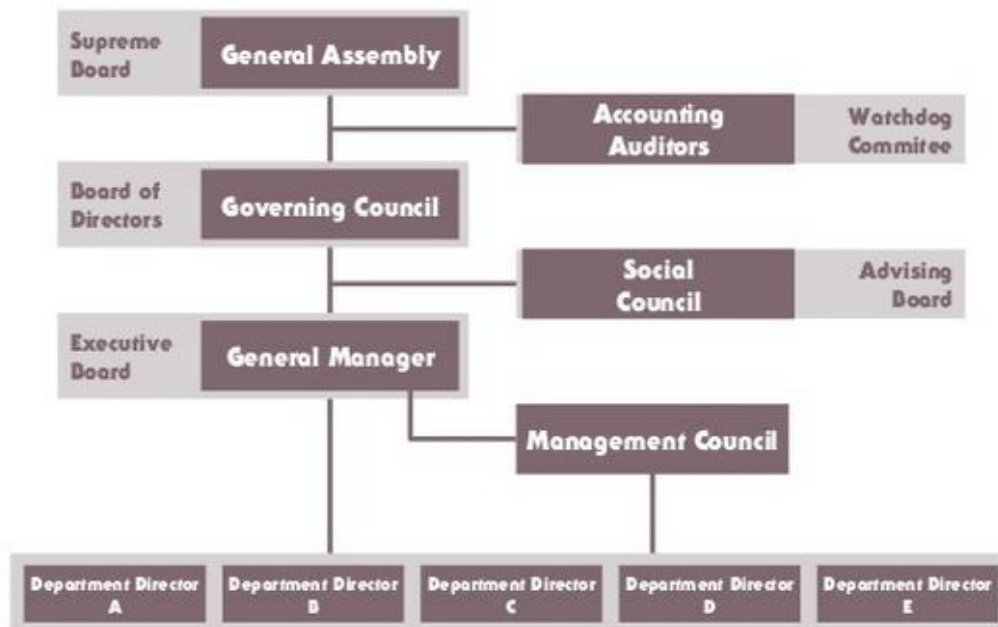 Supreme
Board
General Assembly
Accounting
Auditors
Watchdog
Commitee
Board of
Directors
Governing Council
Social
Council
Advising
Board
Executive
Board
General Manager
Management Council
Department Director
A
Department Director
B
Department Director
C
Department Director
D
Department Director
E